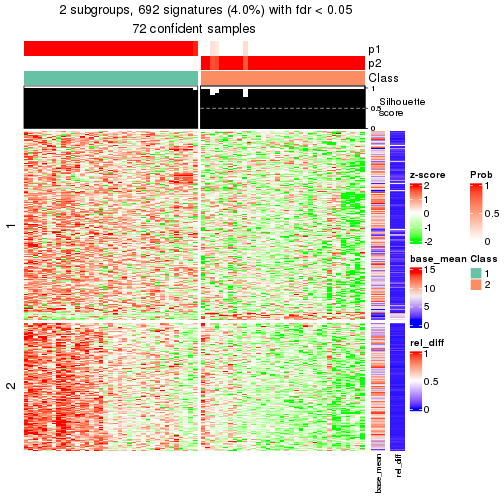 2 subgroups, 692 signatures (4.0%) with fdr < 0.05
72 confident samples
p1
p2
Class
1
0.5
0
Silhouette
score
1
2
base_mean
rel_diff
z-score
2
1
0
-1
-2
Prob
1
0.5
0
base_mean
15
10
5
0
Class
1
2
rel_diff
1
0.5
0